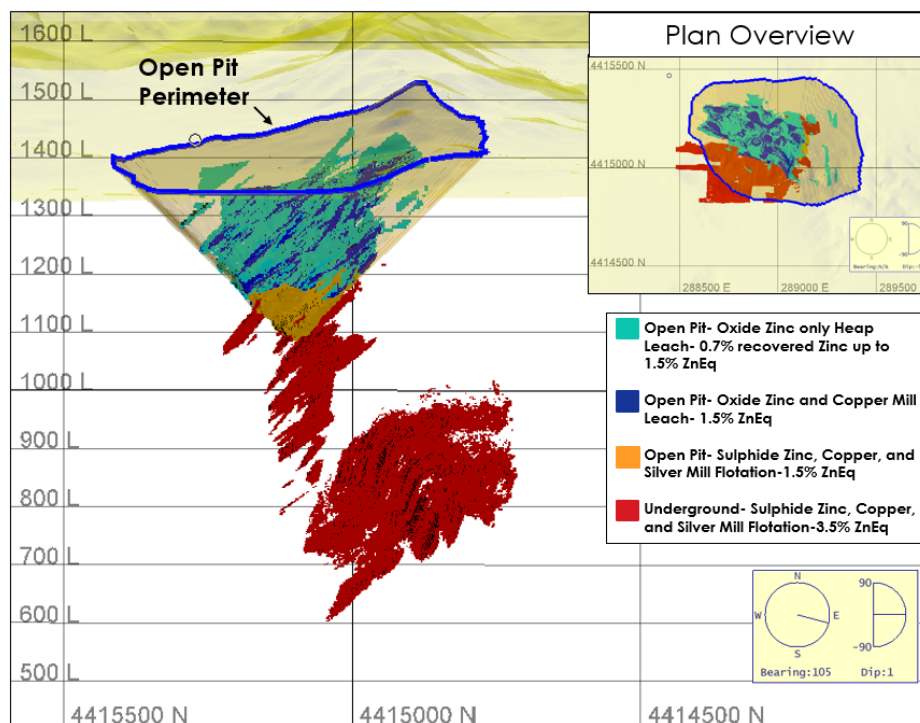 1600 L
1500 L
1400 L
1300 L
1200 L
1100 L
1000 L
900 L
800 L
700 L
600 L
500 L
4415500 N
4415000 N
4414500 N
Open Pit
Perimeter
Plan Overview
4415500 N
4415000 N
4414500 N
288500 E
289000 E
289500
90
-90
Bearing:N/A
Open Pit- Oxide Zinc only Heap
Leach- 0.7% recovered Zinc up to
1.5% ZnEq
Open Pit- Oxide Zinc and Copper Mill
Leach- 1.5% ZnEq
Open Pit- Sulphide Zinc, Copper, and
Silver Mill Flotation-1.5% ZnEq
Underground- Sulphide Zinc, Copper,
and Silver Mill Flotation-3.5% ZnEq
N
W
E
S
90
-90
Bearing:105
Dip:1